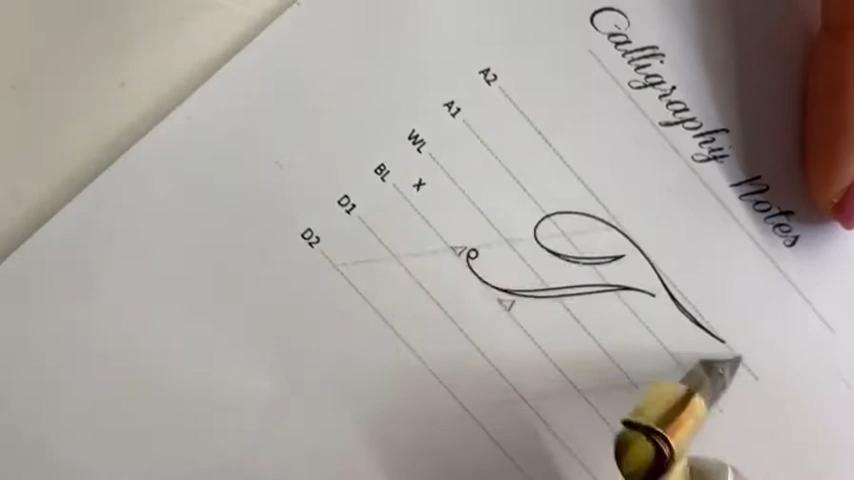 Calligraphy Notes
A2
A1
WL
x
BL
D1
D2
T